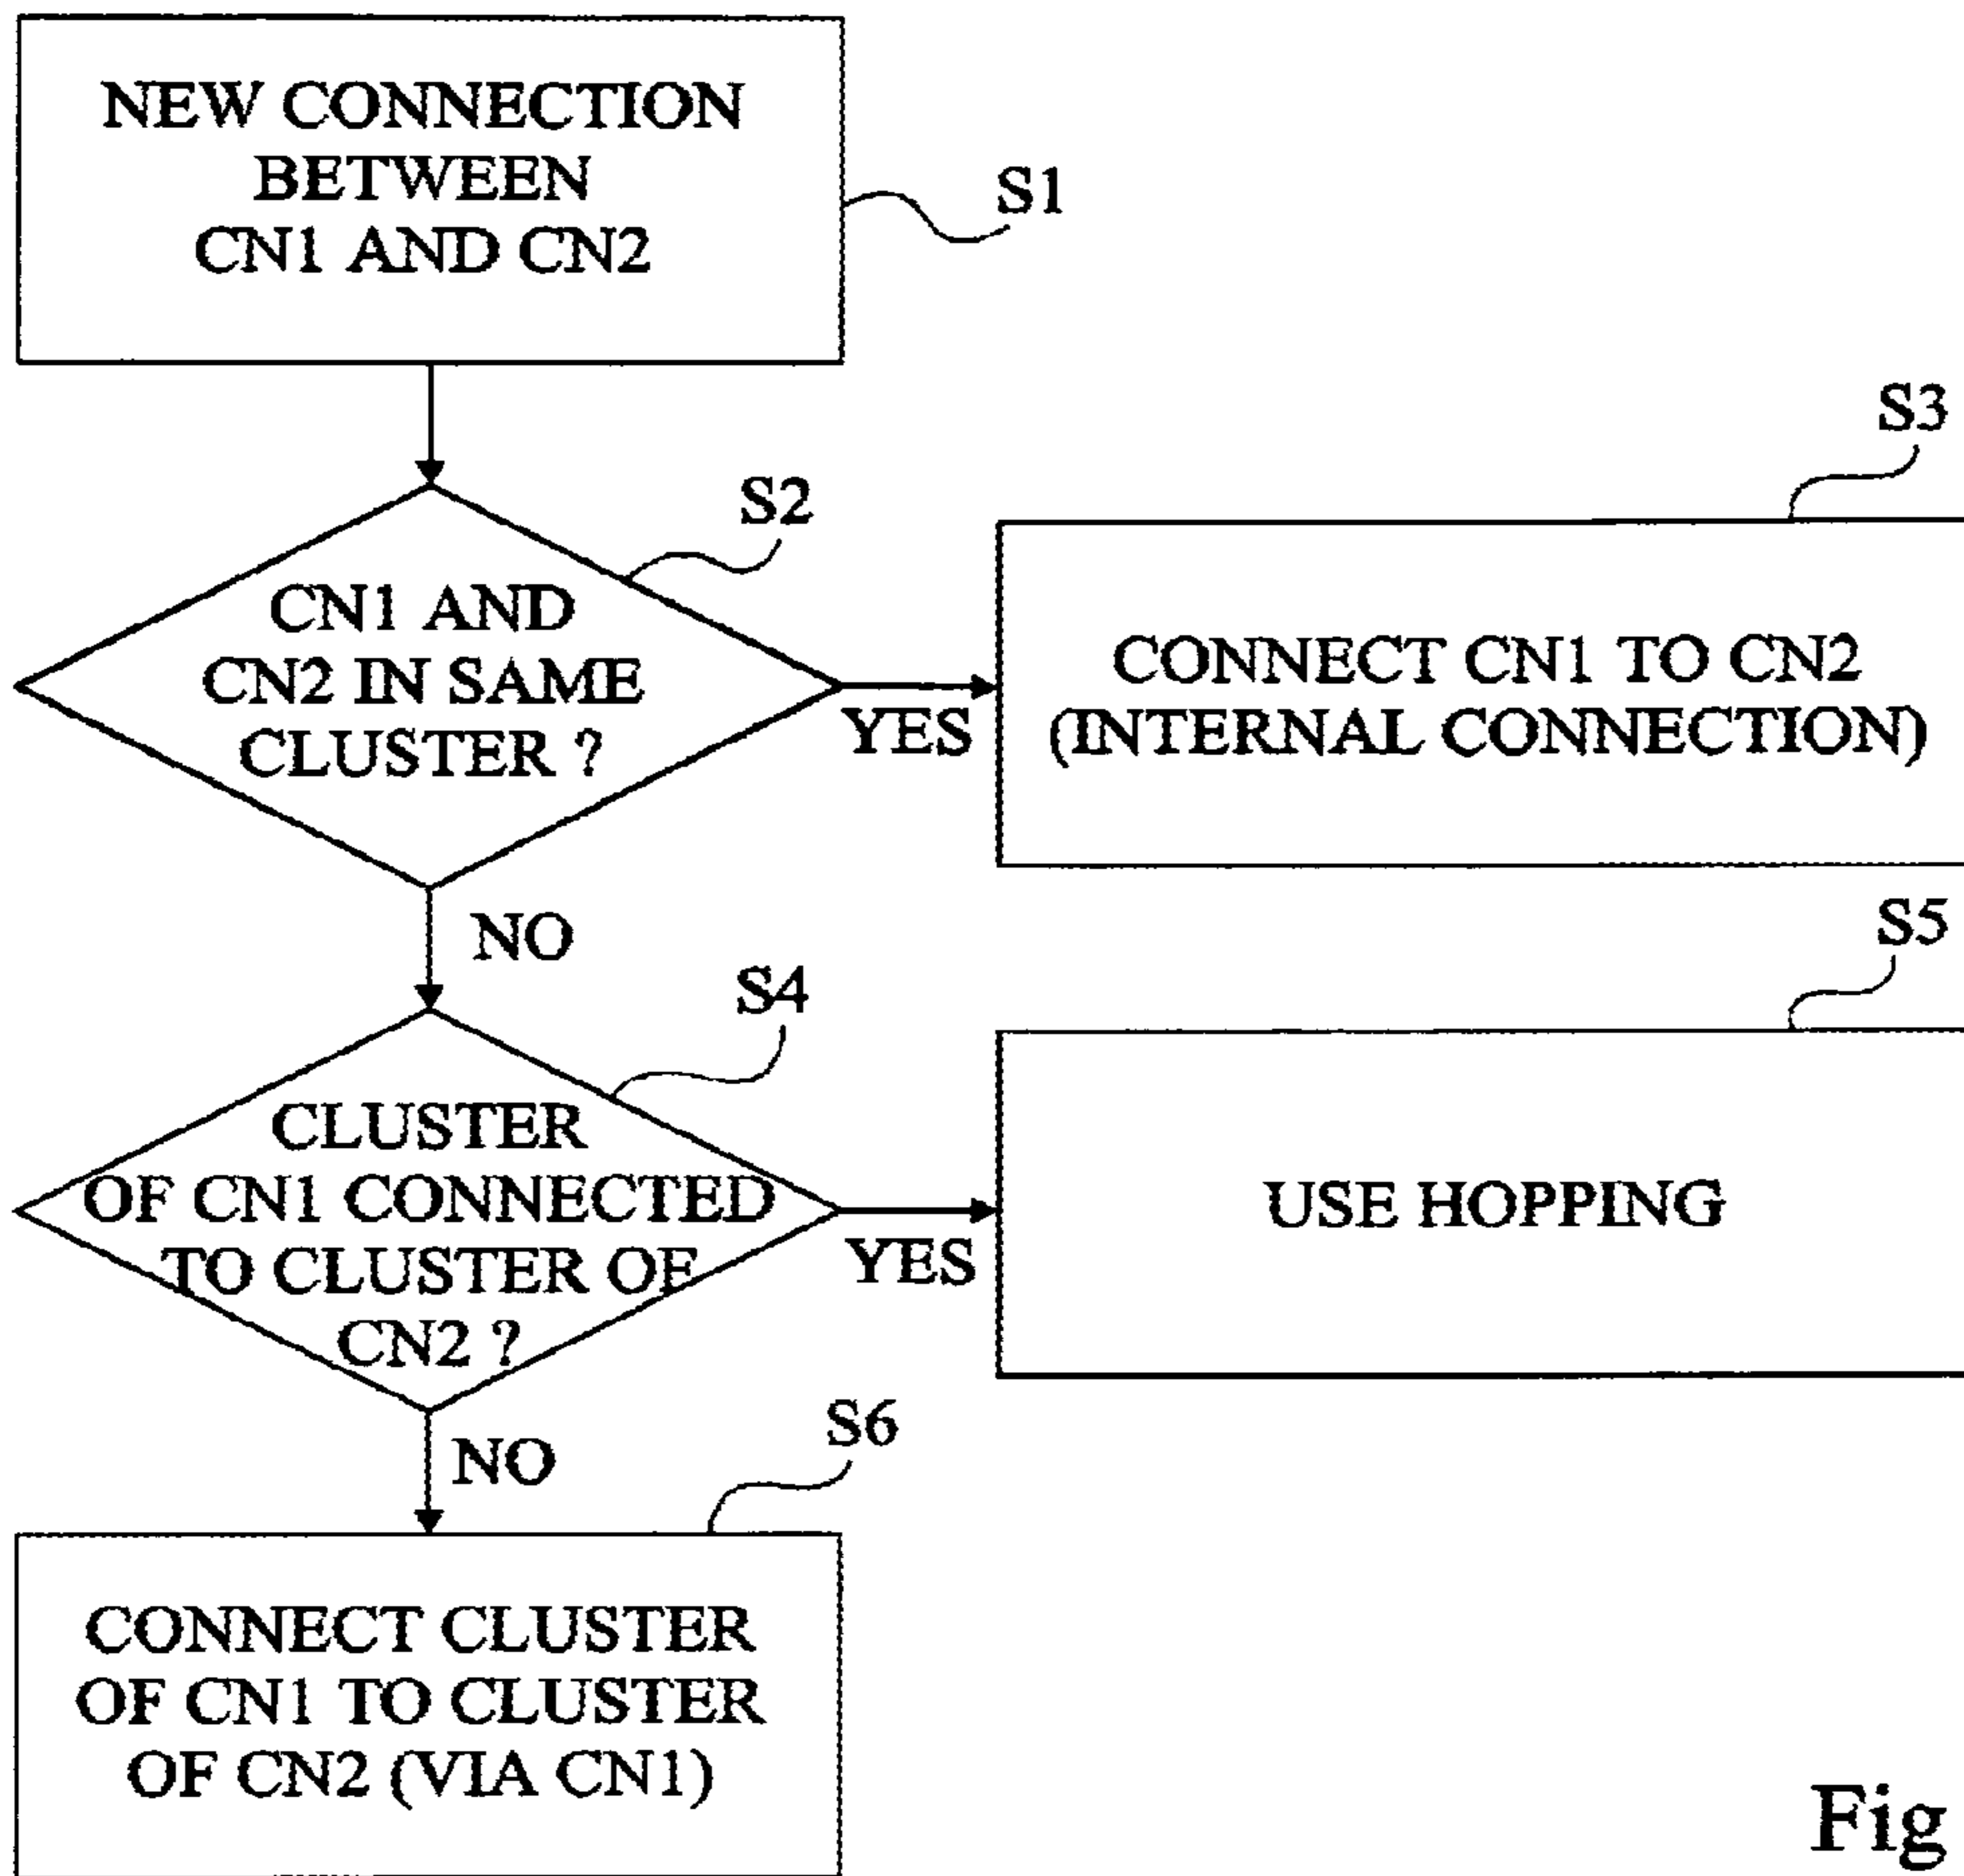 NEW CONNECTION
BETWEEN
CN1 AND CN2
S1
S2
CN1 AND
CN2 IN SAME
CLUSTER ?
YES
S3
CONNECT CN1 TO CN2
(INTERNAL CONNECTION)
NO
S4
CLUSTER
OF CN1 CONNECTED
TO CLUSTER OF
CN2 ?
YES
S5
USE HOPPING
NO
S6
CONNECT CLUSTER
OF CN1 TO CLUSTER
OF CN2 (VIA CN1)
Fig